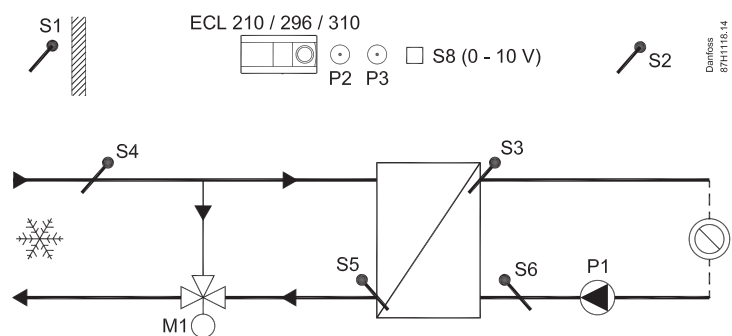 S1
ECL 210 / 296 / 310
P2
P3
S8 (0 - 10 V)
S2
Danfoss
87H1118.14
S4
S3
S5
S6
P1
M1